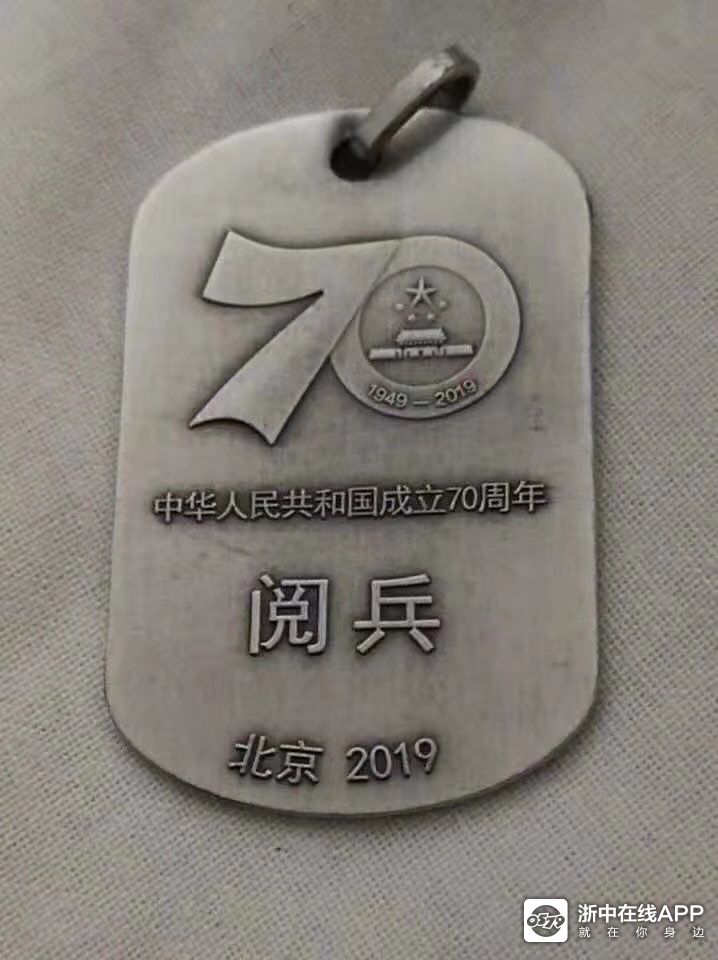 70
1949—2019
中华人民共和国成立70周年
阅兵
北京 2019
0579
浙中在线APP
就在你身边